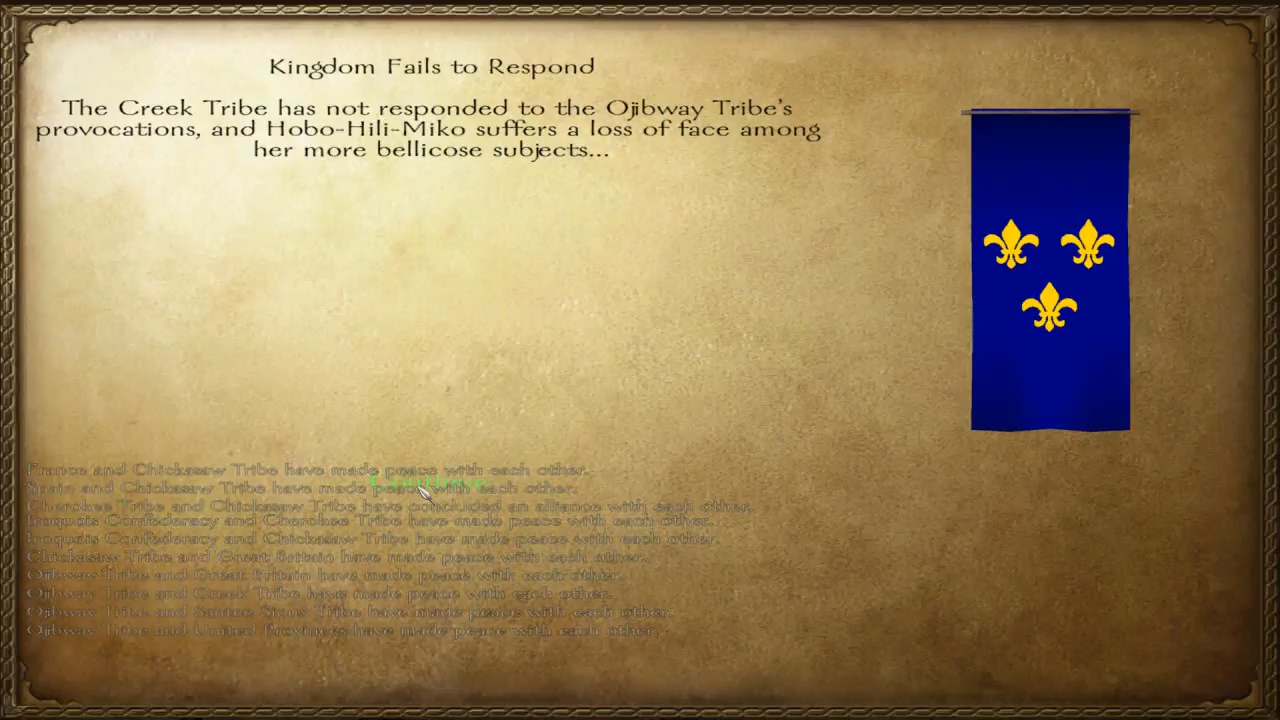 Kingdom Fails to Respond
The Creek Tribe has not responded to the Ojibway Tribe's
provocations, and Hobo-Hili-Miko suffers a loss of face among
her more bellicose subjects...
France and Chickasaw Tribe have made peace with each other.
Continue...
Spain and Chickasaw Tribe have made peace with each other.
Cherokee Tribe and Chickasaw Tribe have concluded an alliance with each other.
Iroquois Confederacy and Cherokee Tribe have made peace with each other.
Iroquois Confederacy and Chickasaw Tribe have made peace with each other.
Chickasaw Tribe and Great Britain have made peace with each other.
Ojibway Tribe and Great Britain have made peace with each other.
Ojibway Tribe and Creek Tribe have made peace with each other.
Ojibway Tribe and Santee Sioux Tribe have made peace with each other.
Ojibway Tribe and United Provinces have made peace with each other.